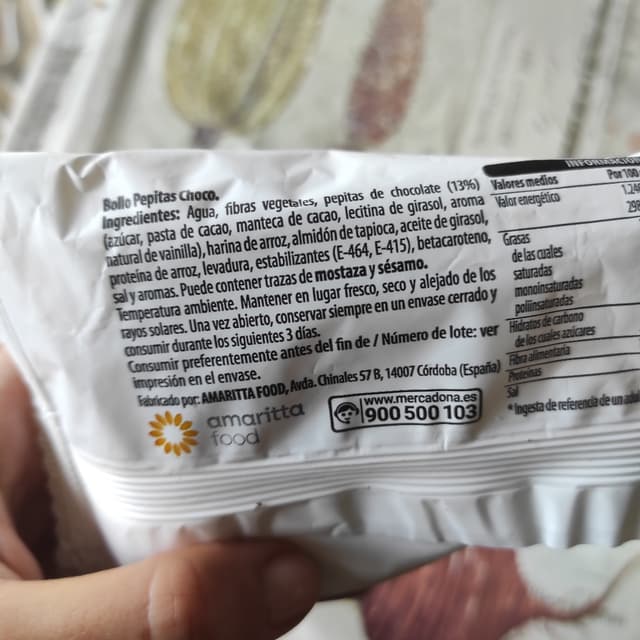 Bollo Pepitas Choco.
Ingredientes: Agua, fibras vegetales, pepitas de chocolate (13%)
(azúcar, pasta de cacao, manteca de cacao, lecitina de girasol, aroma
natural de vainilla), harina de arroz, almidón de tapioca, aceite de girasol,
proteína de arroz, levadura, estabilizantes (E-464, E-415), betacaroteno,
sal y aromas. Puede contener trazas de mostaza y sésamo.
Temperatura ambiente. Mantener en lugar fresco, seco y alejado de los
rayos solares. Una vez abierto, conservar siempre en un envase cerrado y
consumir durante los siguientes 3 días.
Consumir preferentemente antes del fin de / Número de lote: ver
impresión en el envase.
Fabricado por: AMARITTA FOOD, Avda. Chinales 57 B, 14007 Córdoba (España)
amaritta
food
www.mercadona.es
900 500 103
Valores medios Por 100
Valor energético
298
Grasas
de las cuales
saturadas
monoinsaturadas
poliinsaturadas
Hidratos de carbono
de los cuales azúcares
Fibra alimentaria
Proteínas
Sal
* Ingesta de referencia de un